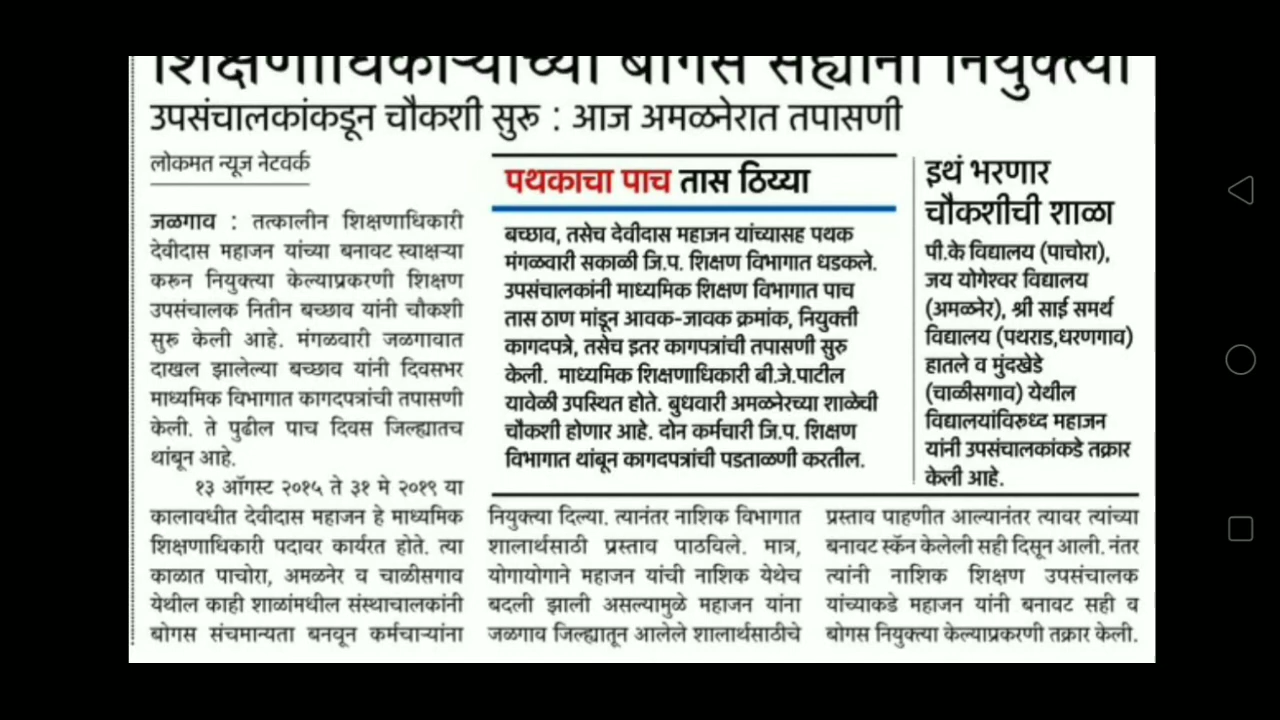 शिक्षणाधिकाऱ्यांच्या बोगस सह्यांनी नियुक्त्या
उपसंचालकांकडून चौकशी सुरू : आज अमळनेरात तपासणी
लोकमत न्यूज नेटवर्क
जळगाव : तत्कालीन शिक्षणाधिकारी
देवीदास महाजन यांच्या बनावट स्वाक्षऱ्या
करून नियुक्त्या केल्याप्रकरणी शिक्षण
उपसंचालक नितीन बच्छाव यांनी चौकशी
सुरू केली आहे. मंगळवारी जळगावात
दाखल झालेल्या बच्छाव यांनी दिवसभर
माध्यमिक विभागात कागदपत्रांची तपासणी
केली. ते पुढील पाच दिवस जिल्ह्यातच
थांबून आहे.
१३ ऑगस्ट २०१५ ते ३१ मे २०१९ या
कालावधीत देवीदास महाजन हे माध्यमिक
शिक्षणाधिकारी पदावर कार्यरत होते. त्या
काळात पाचोरा, अमळनेर व चाळीसगाव
येथील काही शाळांमधील संस्थाचालकांनी
बोगस संचमान्यता बनवून कर्मचाऱ्यांना
पथकाचा पाच तास ठिय्या
बच्छाव, तसेच देवीदास महाजन यांच्यासह पथक
मंगळवारी सकाळी जि.प. शिक्षण विभागात धडकले.
उपसंचालकांनी माध्यमिक शिक्षण विभागात पाच
तास ठाण मांडून आवक-जावक क्रमांक, नियुक्ती
कागदपत्रे, तसेच इतर कागपत्रांची तपासणी सुरु
केली. माध्यमिक शिक्षणाधिकारी बी.जे.पाटील
यावेळी उपस्थित होते. बुधवारी अमळनेरच्या शाळेची
चौकशी होणार आहे. दोन कर्मचारी जि.प. शिक्षण
विभागात थांबून कागदपत्रांची पडताळणी करतील.
इथं भरणार
चौकशीची शाळा
पी.के विद्यालय (पाचोरा),
जय योगेश्वर विद्यालय
(अमळनेर), श्री साई समर्थ
विद्यालय (पथराड,धरणगाव)
हातले व मुंदखेडे
(चाळीसगाव) येथील
विद्यालयांविरूध्द महाजन
यांनी उपसंचालकांकडे तक्रार
केली आहे.
नियुक्त्या दिल्या. त्यानंतर नाशिक विभागात
शालार्थसाठी प्रस्ताव पाठविले. मात्र,
योगायोगाने महाजन यांची नाशिक येथेच
बदली झाली असल्यामुळे महाजन यांना
जळगाव जिल्ह्यातून आलेले शालार्थसाठीचे
प्रस्ताव पाहणीत आल्यानंतर त्यावर त्यांच्या
बनावट स्कॅन केलेली सही दिसून आली. नंतर
त्यांनी नाशिक शिक्षण उपसंचालक
यांच्याकडे महाजन यांनी बनावट सही व
बोगस नियुक्त्या केल्याप्रकरणी तक्रार केली.